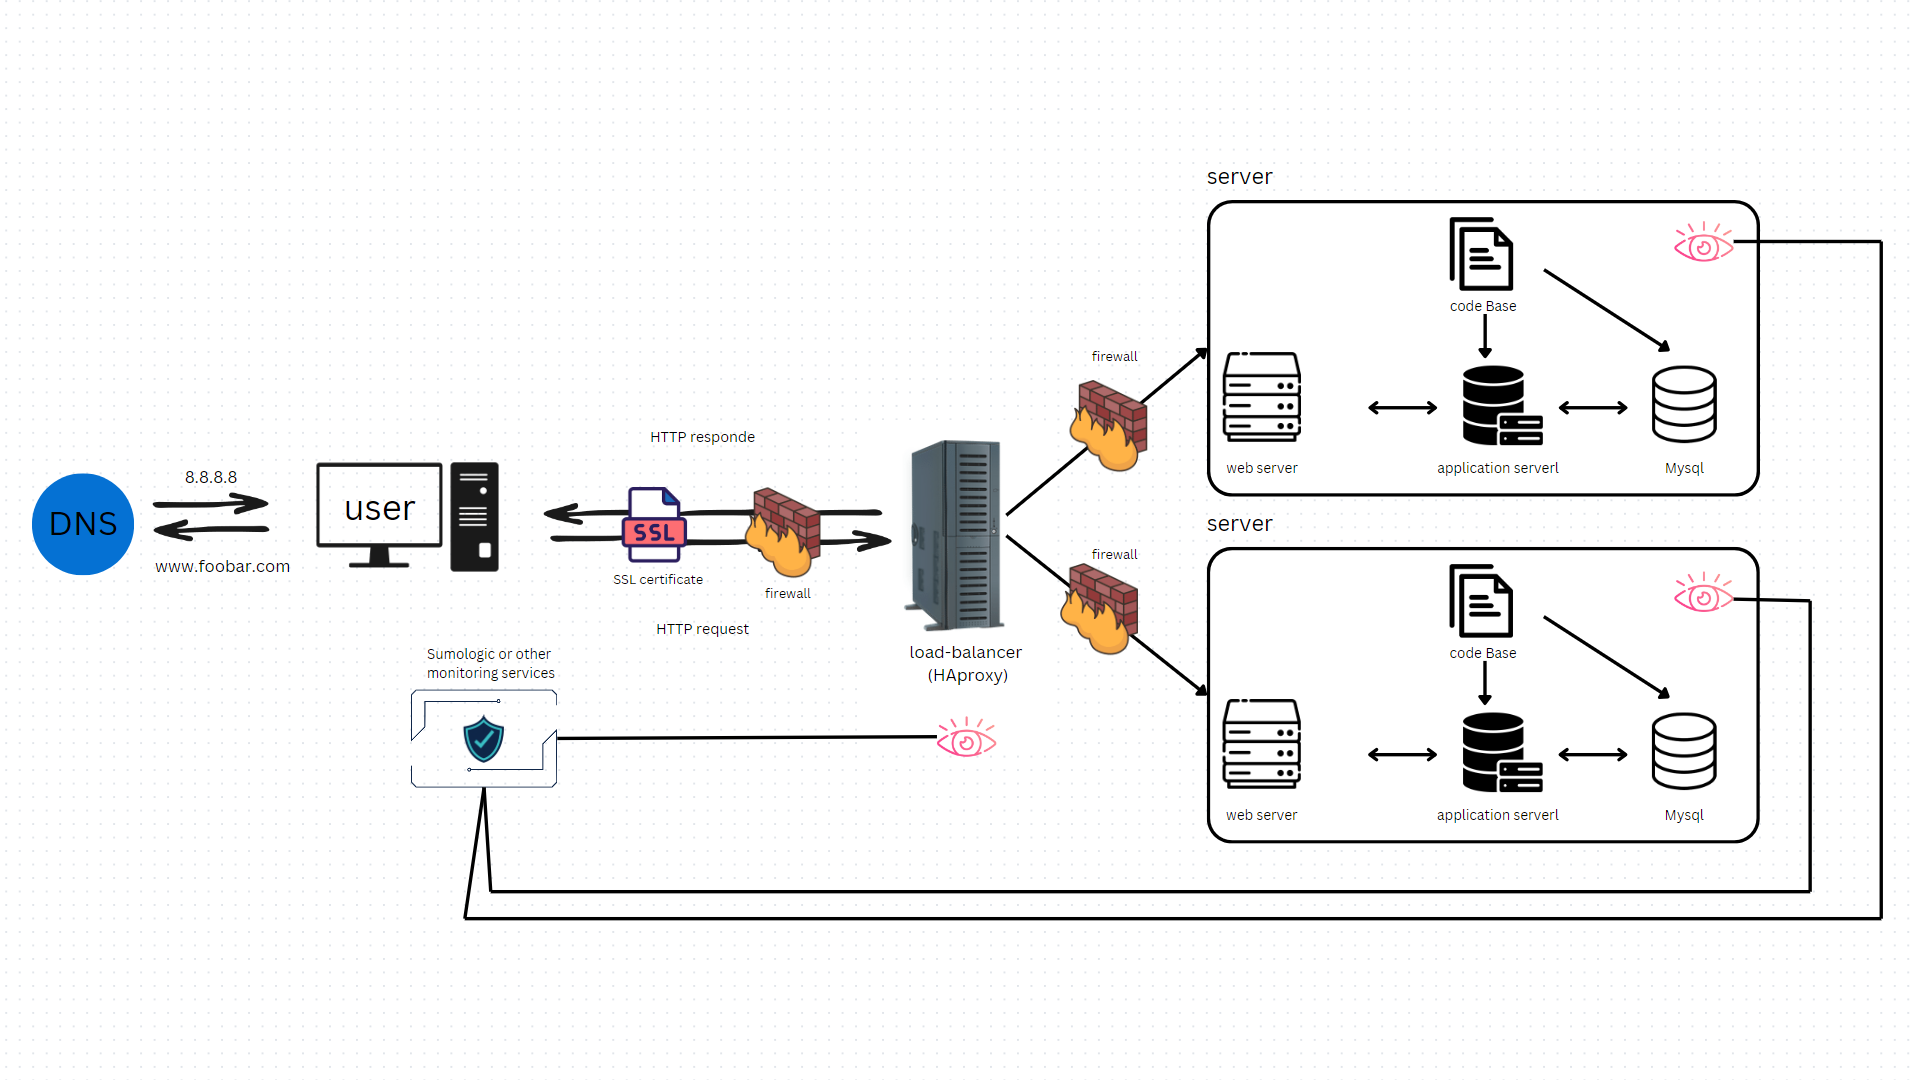 server
code Base
web server
application serverl
Mysql
firewall
HTTP responde
8.8.8.8
DNS
user
SSL
www.foobar.com
SSL certificate
firewall
HTTP request
load-balancer
(HAproxy)
server
firewall
code Base
web server
application serverl
Mysql
Sumologic or other
monitoring services